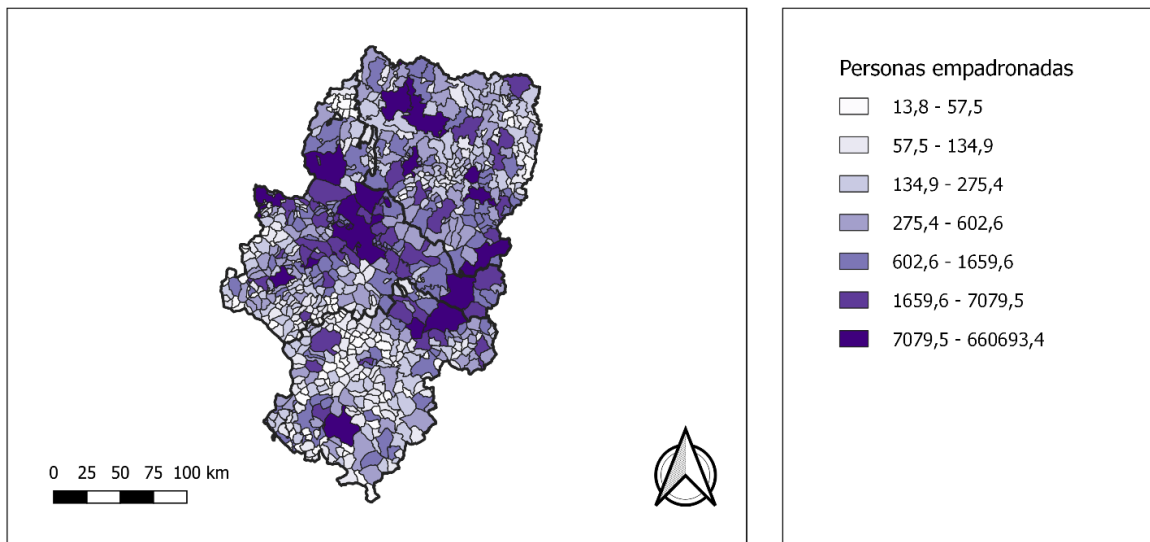 Personas empadronadas
13,8 - 57,5
57,5 - 134,9
134,9 - 275,4
275,4 - 602,6
602,6 - 1659,6
1659,6 - 7079,5
7079,5 - 660693,4
0 25 50 75 100 km